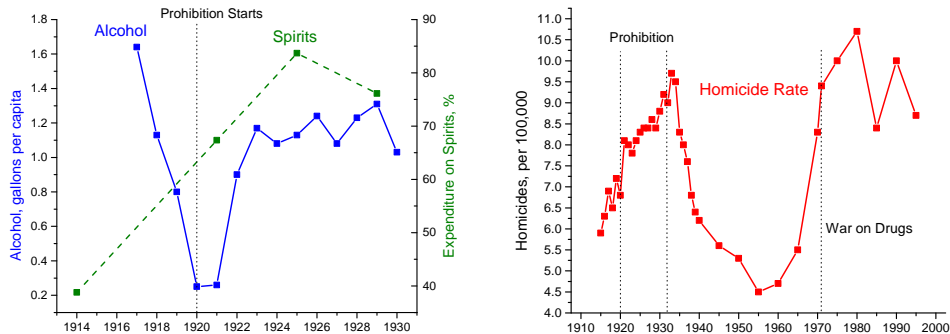 Prohibition Starts
Alcohol
Spirits
Alcohol, gallons per capita
1.8
1.6
1.4
1.2
1.0
0.8
0.6
0.4
0.2
Expenditure on Spirits, %
90
80
70
60
50
40
1914 1916 1918 1920 1922 1924 1926 1928 1930
Prohibition
Homicide Rate
War on Drugs
Homicides, per 100,000
11.0
10.5
10.0
9.5
9.0
8.5
8.0
7.5
7.0
6.5
6.0
5.5
5.0
4.5
4.0
1910 1920 1930 1940 1950 1960 1970 1980 1990 2000